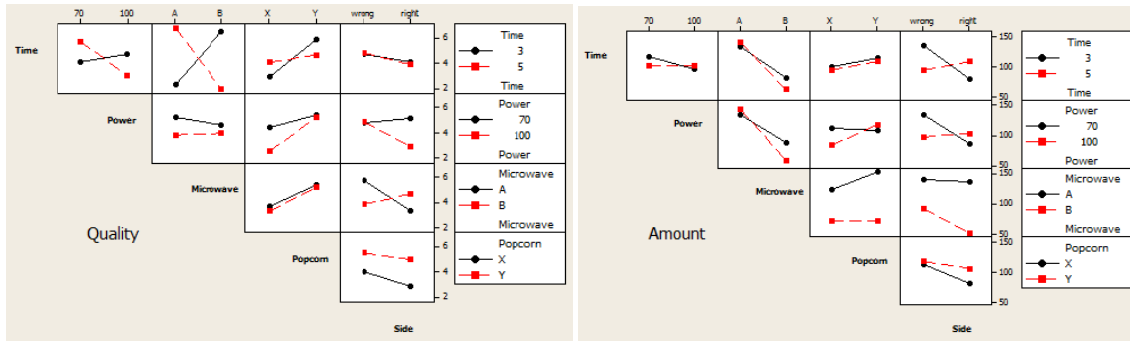 70 100 A B X Y wrong right
Time
6
4
2
Time
3
5
Time
Power
6
4
2
Power
70
100
Power
Microwave
6
4
2
Microwave
A
B
Microwave
Quality
Popcorn
6
4
2
Popcorn
X
Y
Side
70 100 A B X Y wrong right
Time
150
100
50
Time
3
5
Time
Power
150
100
50
Power
70
100
Power
Microwave
150
100
50
Microwave
A
B
Microwave
Amount
Popcorn
150
100
50
Popcorn
X
Y
Side